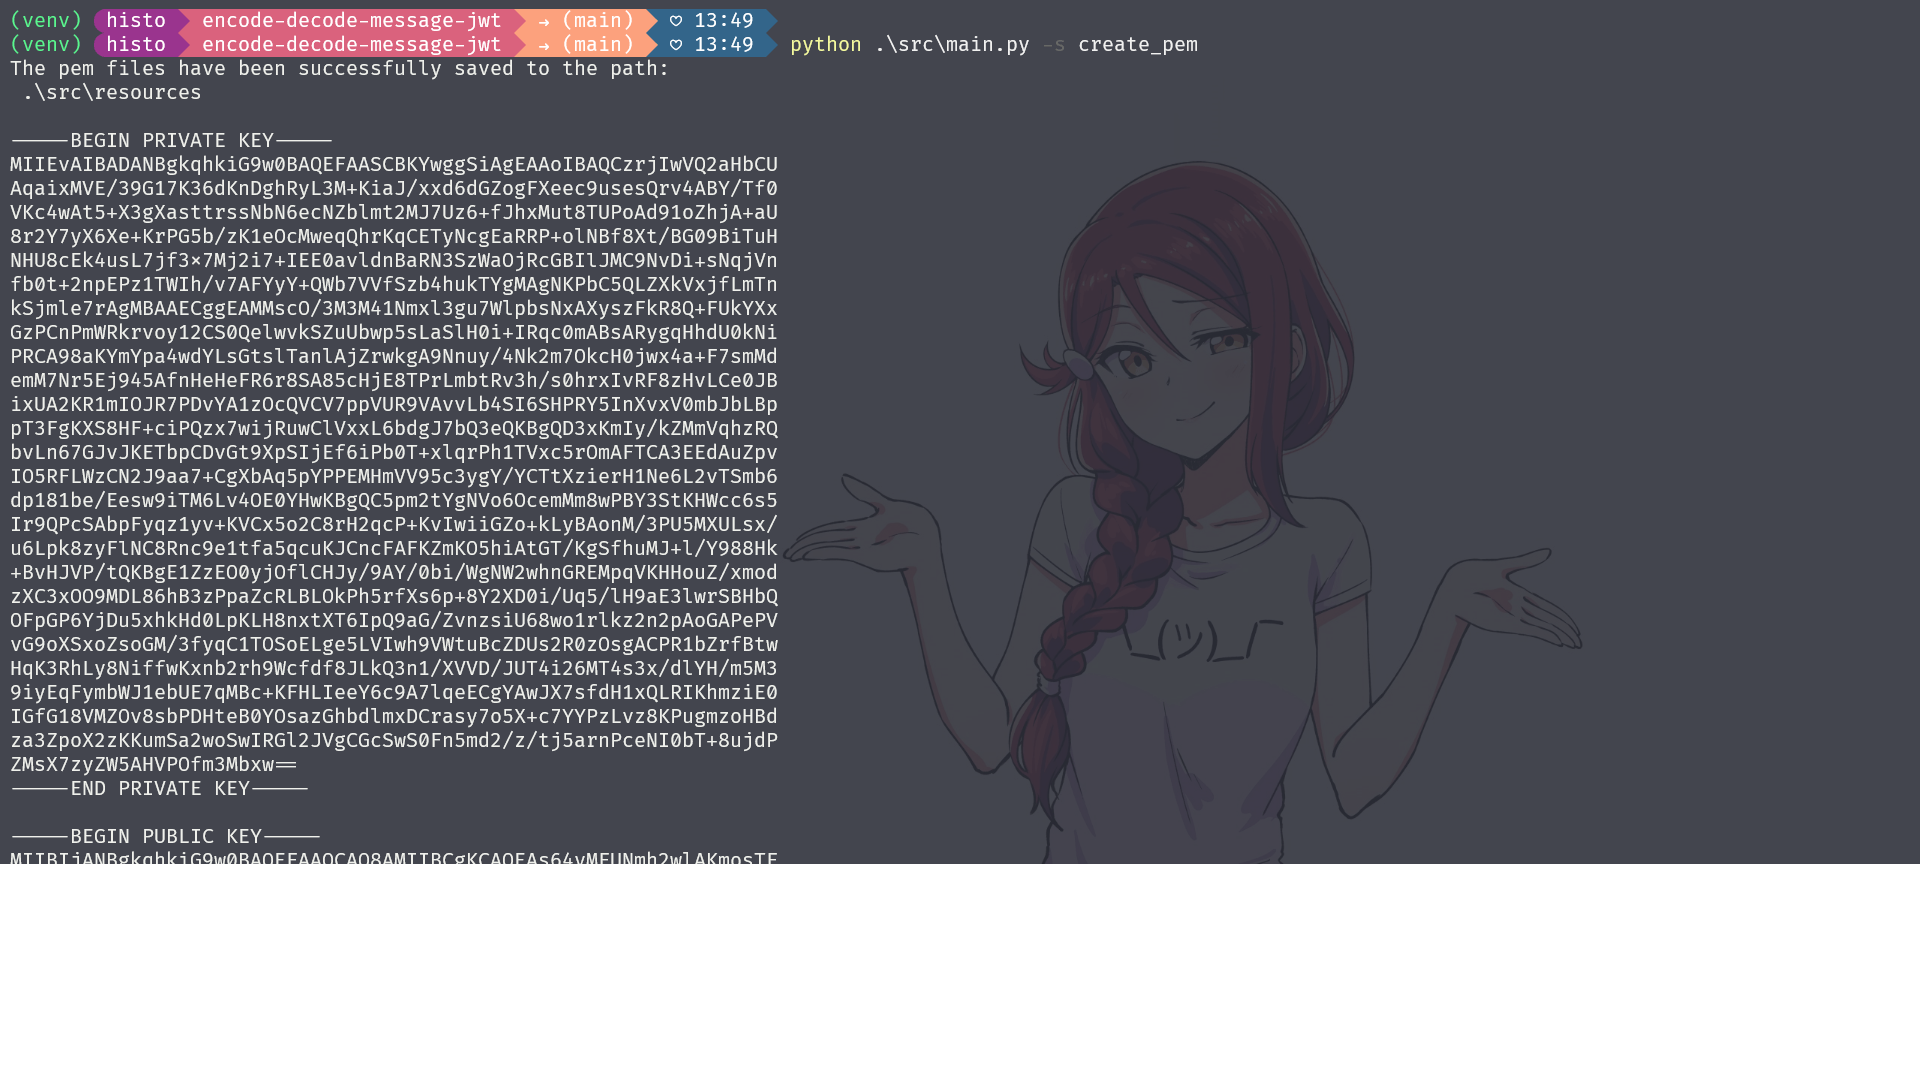 (venv) histo encode-decode-message-jwt → (main) ♡ 13:49
(venv) histo encode-decode-message-jwt → (main) ♡ 13:49 python .\src\main.py -s create_pem
The pem files have been successfully saved to the path:
.\src\resources
-----BEGIN PRIVATE KEY-----
MIIEvAIBADANBgkqhkiG9w0BAQEFAASCBKYwggSiAgEAAoIBAQCzrjIwVQ2aHbCU
AqaixMVE/39G17K36dKnDghRyL3M+KiaJ/xxd6dGZogFXeec9usesQrv4ABY/Tf0
VKc4wAt5+X3gXasttrssNbN6ecNZblmt2MJ7Uz6+fJhxMut8TUPoAd91oZhjA+aU
8r2Y7yX6Xe+KrPG5b/zK1eOcMweqQhrKqCETyNcgEaRRP+olNBf8Xt/BG09BiTuH
NHU8cEk4usL7jf3x7Mj2i7+IEE0avldnBaRN3SzWaOjRcGBIlJMC9NvDi+sNqjVn
fb0t+2npEPz1TWIh/v7AFYyY+QWb7VVfSzb4hukTYgMAgNKPbC5QLZXkVxjfLmTn
kSjmle7rAgMBAAECggEAMMscO/3M3M41Nmxl3gu7WlpbsNxAXyszFkR8Q+FUkYXx
GzPCnPmWRkrvoy12CS0QelwvkSZuUbwp5sLaSlH0i+IRqc0mABsARygqHhdU0kNi
PRCA98aKYmYpa4wdYLsGtslTanlAjZrwkgA9Nnuy/4Nk2m7OkcH0jwx4a+F7smMd
emM7Nr5Ej945AfnHeHeFR6r8SA85cHjE8TPrLmbtRv3h/s0hrxIvRF8zHvLCe0JB
ixUA2KR1mIOJR7PDvYA1zOcQVCV7ppVUR9VAvvLb4SI6SHPRY5InXvxV0mbJbLBp
pT3FgKXS8HF+ciPQzx7wijRuwClVxxL6bdgJ7bQ3eQKBgQD3xKmIy/kZMmVqhzRQ
bvLn67GJvJKETbpCDvGt9XpSIjEf6iPb0T+xlqrPh1TVxc5rOmAFTCA3EEdAuZpv
IO5RFLWzCN2J9aa7+CgXbAq5pYPPEMHmVV95c3ygY/YCTtXzierH1Ne6L2vTSmb6
dp181be/Eesw9iTM6Lv4OE0YHwKBgQC5pm2tYgNVo6OcemMm8wPBY3StKHWcc6s5
Ir9QPcSAbpFyqz1yv+KVCx5o2C8rH2qcP+KvIwiiGZo+kLyBAonM/3PU5MXULsx/
u6Lpk8zyFlNC8Rnc9e1tfa5qcuKJCncFAFKZmKO5hiAtGT/KgSfhuMJ+l/Y988Hk
+BvHJVP/tQKBgE1ZzEO0yjOflCHJy/9AY/0bi/WgNW2whnGREMpqVKHHouZ/xmod
zXC3xOO9MDL86hB3zPpaZcRLBLOkPh5rfXs6p+8Y2XD0i/Uq5/lH9aE3lwrSBHbQ
OFpGP6YjDu5xhkHd0LpKLH8nxtXT6IpQ9aG/ZvnzsiU68wo1rlkz2n2pAoGAPePV
vG9oXSxoZsoGM/3fyqC1TOSoELge5LVIwh9VWtuBcZDUs2R0zOsgACPR1bZrfBtw
HqK3RhLy8NiffwKxnb2rh9Wcfdf8JLkQ3n1/XVVD/JUT4i26MT4s3x/dlYH/m5M3
9iyEqFymbWJ1ebUE7qMBc+KFHLIeeY6c9A7lqeECgYAwJX7sfdH1xQLRIKhmziE0
IGfG18VMZOv8sbPDHteB0YOsazGhbdlmxDCrasy7o5X+c7YYPzLvz8KPugmzoHBd
za3ZpoX2zKKumSa2woSwIRGl2JVgCGcSwS0Fn5md2/z/tj5arnPceNI0bT+8ujdP
ZMsX7zyZW5AHVPOfm3Mbxw==
-----END PRIVATE KEY-----
-----BEGIN PUBLIC KEY-----
¯\_(ツ)_/¯